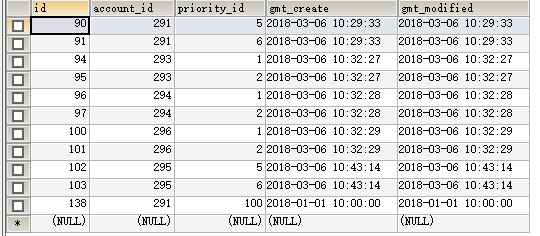 id account_id priority_id gmt_create gmt_modified
90 291 5 2018-03-06 10:29:33 2018-03-06 10:29:33
91 291 6 2018-03-06 10:29:33 2018-03-06 10:29:33
94 293 1 2018-03-06 10:32:27 2018-03-06 10:32:27
95 293 2 2018-03-06 10:32:27 2018-03-06 10:32:27
96 294 1 2018-03-06 10:32:28 2018-03-06 10:32:28
97 294 2 2018-03-06 10:32:28 2018-03-06 10:32:28
100 296 1 2018-03-06 10:32:29 2018-03-06 10:32:29
101 296 2 2018-03-06 10:32:29 2018-03-06 10:32:29
102 295 5 2018-03-06 10:43:14 2018-03-06 10:43:14
103 295 6 2018-03-06 10:43:14 2018-03-06 10:43:14
138 291 100 2018-01-01 10:00:00 2018-01-01 10:00:00
* (NULL) (NULL) (NULL) (NULL) (NULL)